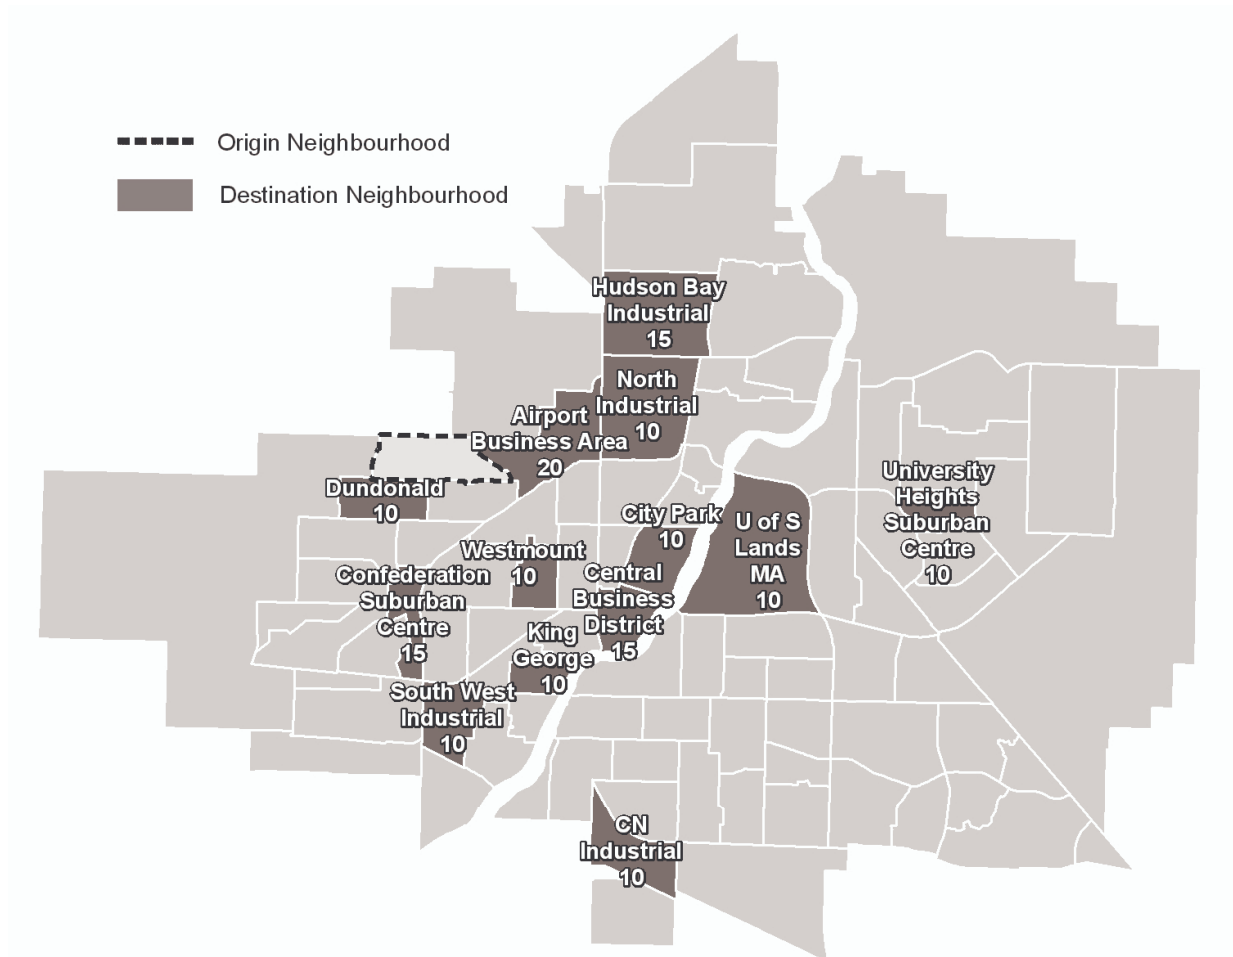 Origin Neighbourhood
Destination Neighbourhood
Hudson Bay
Industrial
15
North
Industrial
10
Airport
Business Area
20
Dundonald
10
University
Heights
Suburban
Centre
10
City Park
10
U of S
Lands
MA
10
Westmount
10
Central
Business
District
15
Confederation
Suburban
Centre
15
King
George
10
South West
Industrial
10
CN
Industrial
10